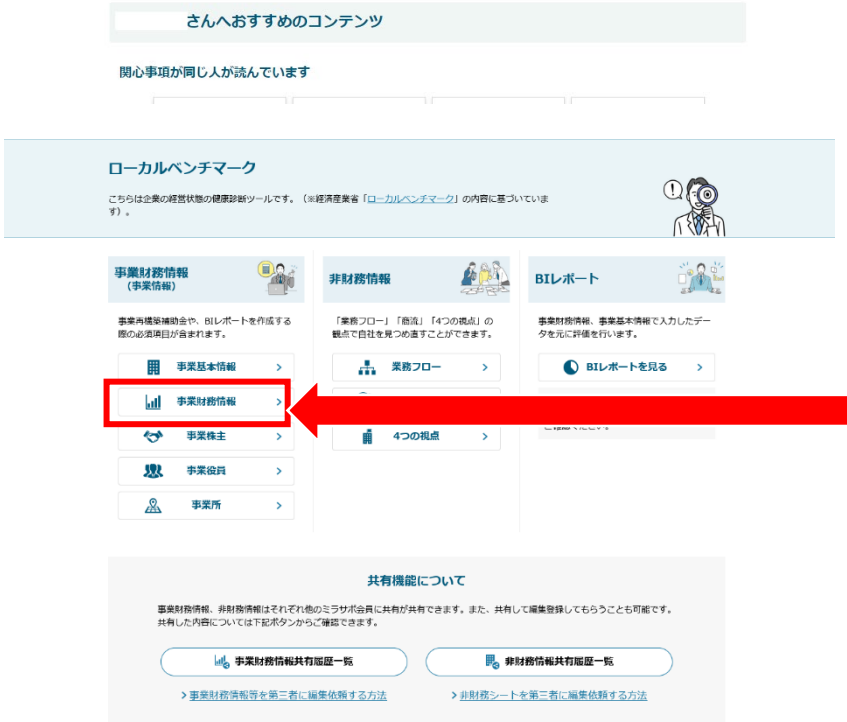 さんへおすすめのコンテンツ
関心事項が同じ人が読んでいます
ローカルベンチマーク
こちらは企業の経営状態の健康診断ツールです。（※経済産業省「ローカルベンチマーク」の内容に基づいていま
す）。
事業財務情報
（事業情報）
事業再構築補助金や、BIレポートを作成する
際の必須項目が含まれます。
事業基本情報
事業財務情報
事業株主
事業役員
事業所
非財務情報
「業務フロー」「商流」「4つの視点」の
観点で自社を見つめ直すことができます。
業務フロー
4つの視点
BIレポート
事業財務情報、事業基本情報で入力したデー
タを元に評価を行います。
BIレポートを見る
共有機能について
事業財務情報、非財務情報はそれぞれ他のミラサポ会員に共有が共有できます。また、共有して編集登録してもらうことも可能です。
共有した内容については下記ボタンからご確認できます。
事業財務情報共有履歴一覧
非財務情報共有履歴一覧
事業財務情報等を第三者に編集依頼する方法
非財務シートを第三者に編集依頼する方法